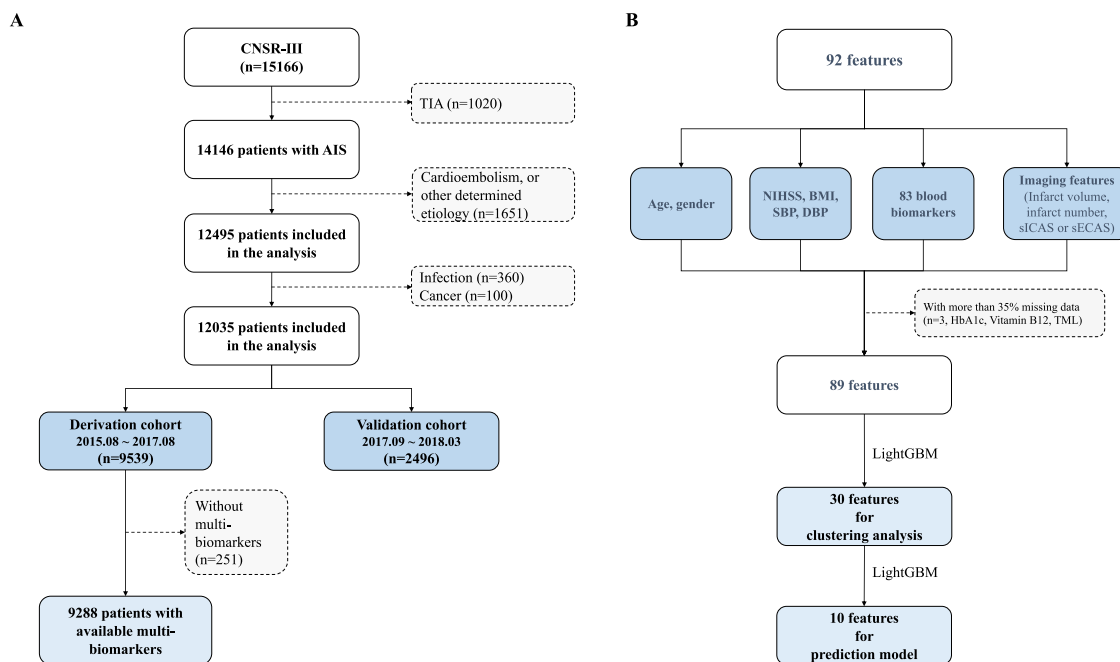 A
CNSR-III
(n=15166)
TIA (n=1020)
14146 patients with AIS
Cardioembolism, or
other determined
etiology (n=1651)
12495 patients included
in the analysis
Infection (n=360)
Cancer (n=100)
12035 patients included
in the analysis
Derivation cohort
2015.08 ~ 2017.08
(n=9539)
Validation cohort
2017.09 ~ 2018.03
(n=2496)
Without
multi-
biomarkers
(n=251)
9288 patients with
available multi-
biomarkers
B
92 features
Age, gender
NIHSS, BMI,
SBP, DBP
83 blood
biomarkers
Imaging features
(Infarct volume,
infarct number,
sICAS or sECAS)
With more than 35% missing data
(n=3, HbA1c, Vitamin B12, TML)
89 features
LightGBM
30 features
for
clustering analysis
LightGBM
10 features
for
prediction model